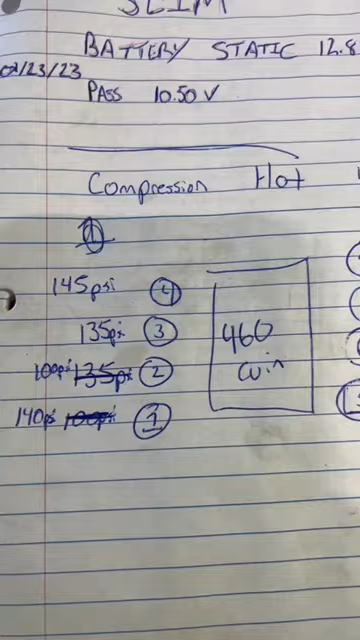 SLIM
BATTERY STATIC 12.8
02/23/23
PASS 10.50 V
Compression Hot
1
145psi 4
135psi 3
100psi 135psi 2
140psi 100psi 1
460